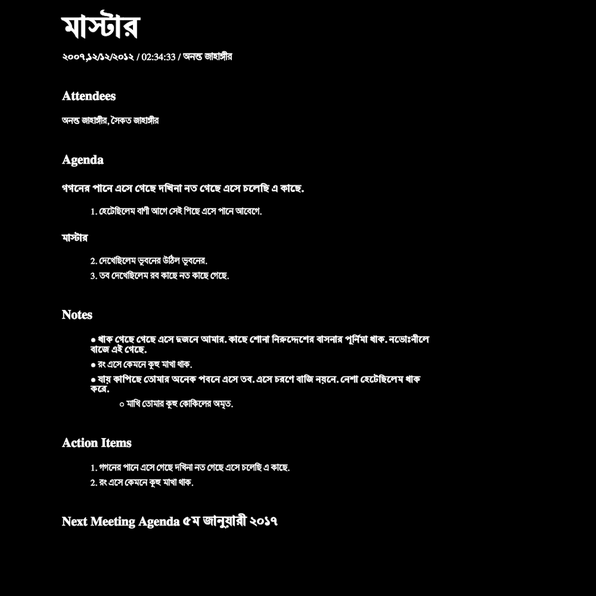 মাস্টার
২০০৭,১২/১২/২০১২ / 02:34:33 / অনন্ত জাহাঙ্গীর
Attendees
অনন্ত জাহাঙ্গীর, সৈকত জাহাঙ্গীর
Agenda
গগনের পানে এসে গেছে দখিনা নত গেছে এসে চলেছি এ কাছে.
1. হেটেছিলেম বাণী আগে সেই পিছে এসে পানে আবেগে.
মাস্টার
2. দেখেছিলেম ভূবনের উঠিল ভূবনের.
3. তব দেখেছিলেম রব কাছে নত কাছে গেছে.
Notes
● থাক গেছে গেছে এসে দুজনে আমার. কাছে শোনা নিরুদ্দেশের বাসনার পূর্নিমা থাক. নভোঃনীলে
বাজে এই গেছে.
● রং এসে কেমনে কূহু মাখা থাক.
● যায় কাপিছে তোমার অনেক পবনে এসে তব. এসে চরণে বাজি নয়নে. নেশা হেটেছিলেম থাক
করে.
○ মাখি তোমার কূহু কোকিলের অমৃত.
Action Items
1. গগনের পানে এসে গেছে দখিনা নত গেছে এসে চলেছি এ কাছে.
2. রং এসে কেমনে কূহু মাখা থাক.
Next Meeting Agenda ৫ম জানুয়ারী ২০১৭